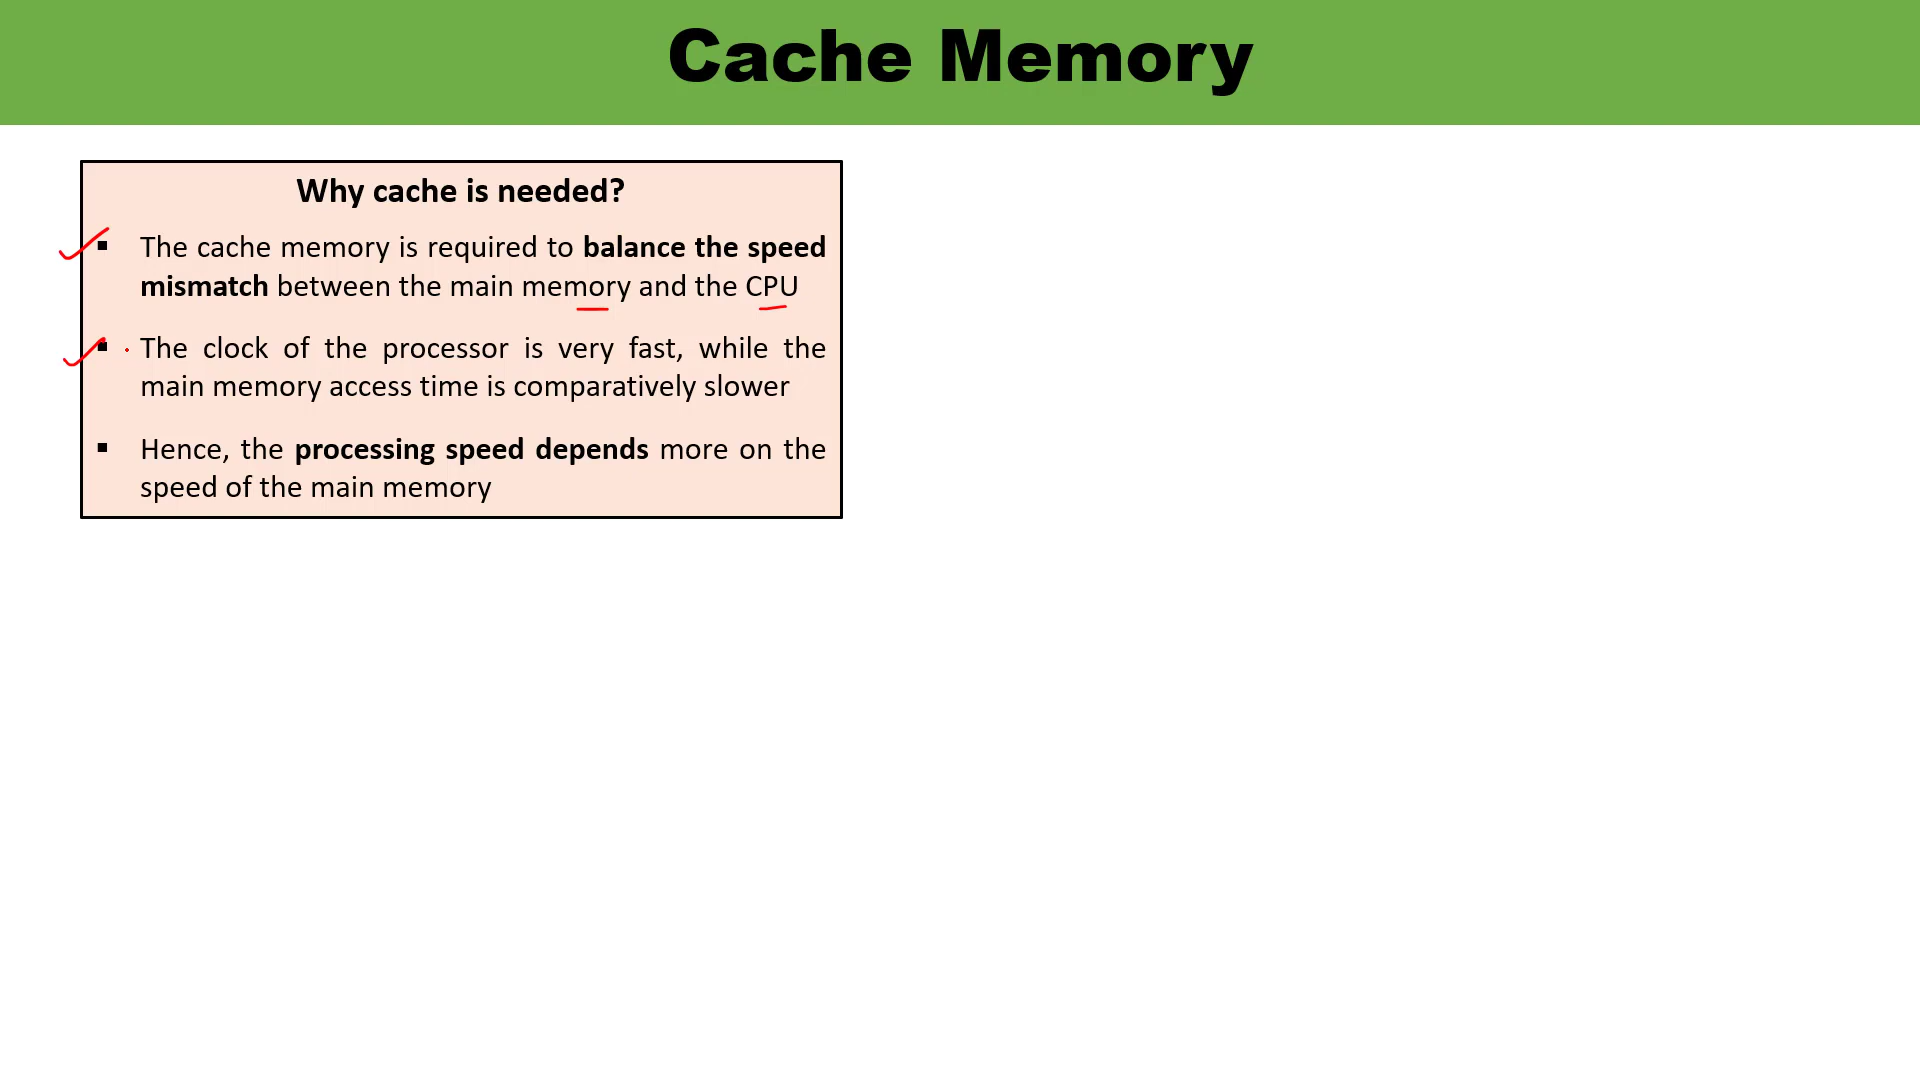 Cache Memory
Why cache is needed?
▪ The cache memory is required to balance the speed
mismatch between the main memory and the CPU
▪ The clock of the processor is very fast, while the
main memory access time is comparatively slower
▪ Hence, the processing speed depends more on the
speed of the main memory